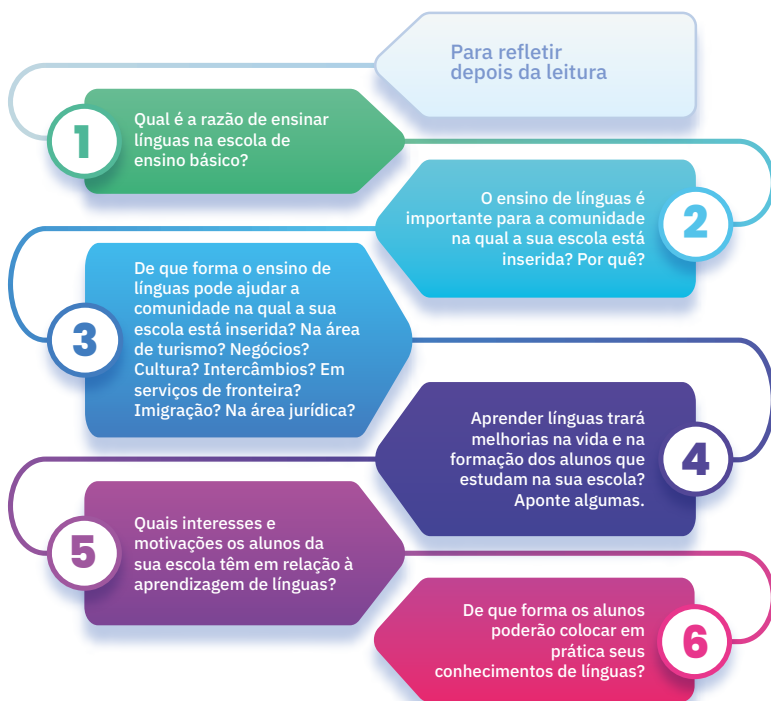 Para refletir
depois da leitura
1
Qual é a razão de ensinar
línguas na escola de
ensino básico?
2
O ensino de línguas é
importante para a comunidade
na qual a sua escola está
inserida? Por quê?
3
De que forma o ensino de
línguas pode ajudar a
comunidade na qual a sua
escola está inserida? Na área
de turismo? Negócios?
Cultura? Intercâmbios? Em
serviços de fronteira?
Imigração? Na área jurídica?
4
Aprender línguas trará
melhorias na vida e na
formação dos alunos que
estudam na sua escola?
Aponte algumas.
5
Quais interesses e
motivações os alunos da
sua escola têm em relação à
aprendizagem de línguas?
6
De que forma os alunos
poderão colocar em
prática seus
conhecimentos de línguas?